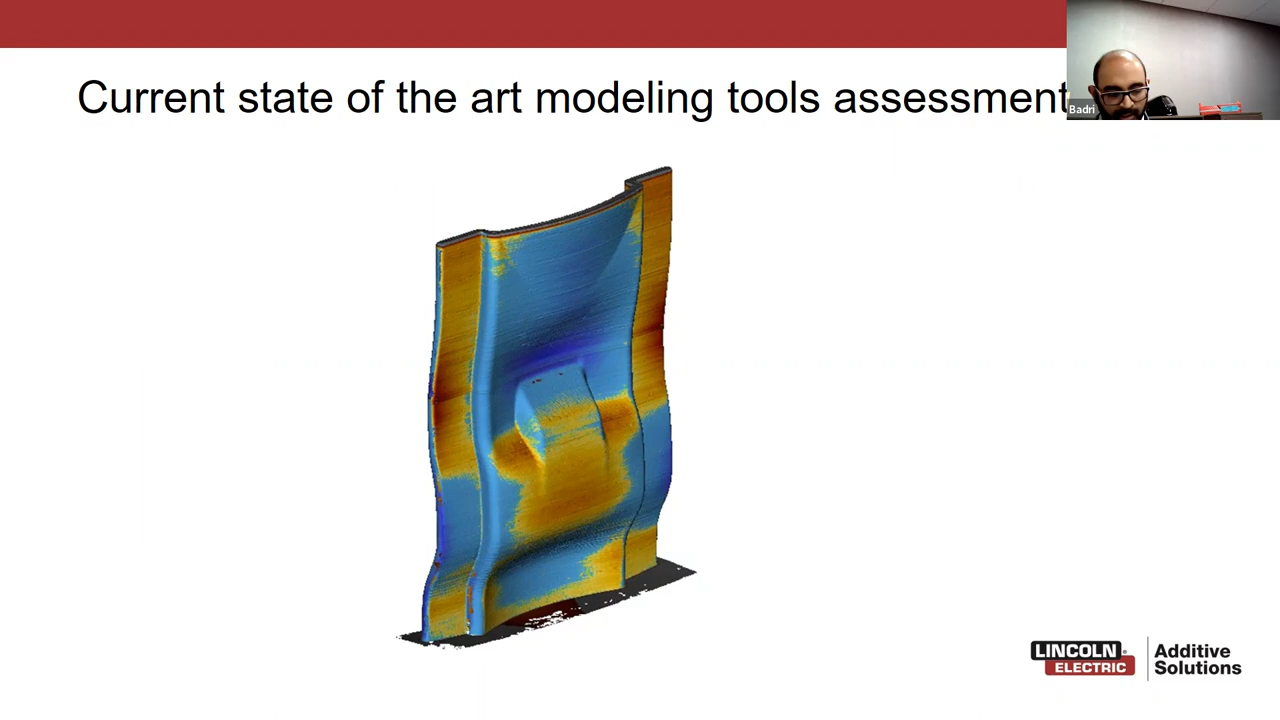 Current state of the art modeling tools assessment
Badri
LINCOLN
ELECTRIC
Additive
Solutions